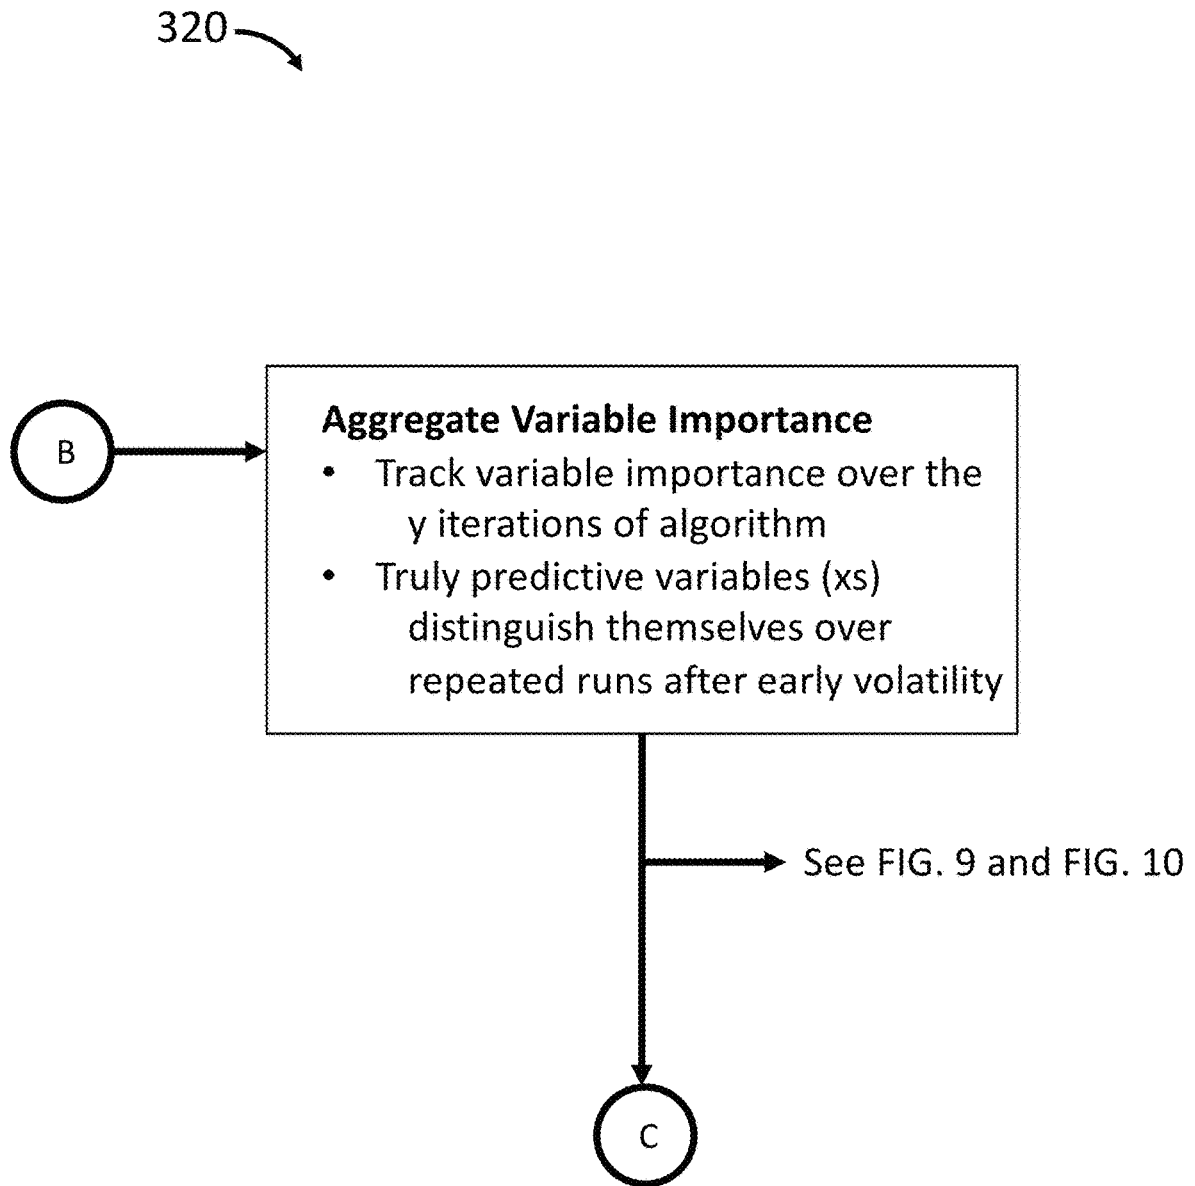 320
B
Aggregate Variable Importance
• Track variable importance over the
y iterations of algorithm
• Truly predictive variables (xs)
distinguish themselves over
repeated runs after early volatility
See FIG. 9 and FIG. 10
C